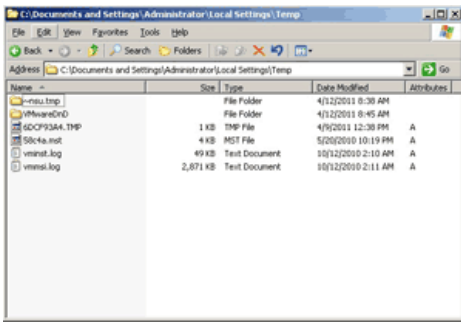 C:\Documents and Settings\Administrator\Local Settings\Temp
File Edit View Favorites Tools Help
Back Search Folders
Address C:\Documents and Settings\Administrator\Local Settings\Temp Go
Name Size Type Date Modified Attributes
~nsu.tmp File Folder 4/12/2011 8:38 AM
VMwareDnD File Folder 4/12/2011 8:45 AM
6DCF93A4.TMP 1 KB TMP File 4/9/2011 12:38 PM A
58c4a.mst 4 KB MST File 5/20/2010 10:19 PM A
vminst.log 49 KB Text Document 10/12/2010 2:10 AM A
vmmsi.log 2,871 KB Text Document 10/12/2010 2:11 AM A